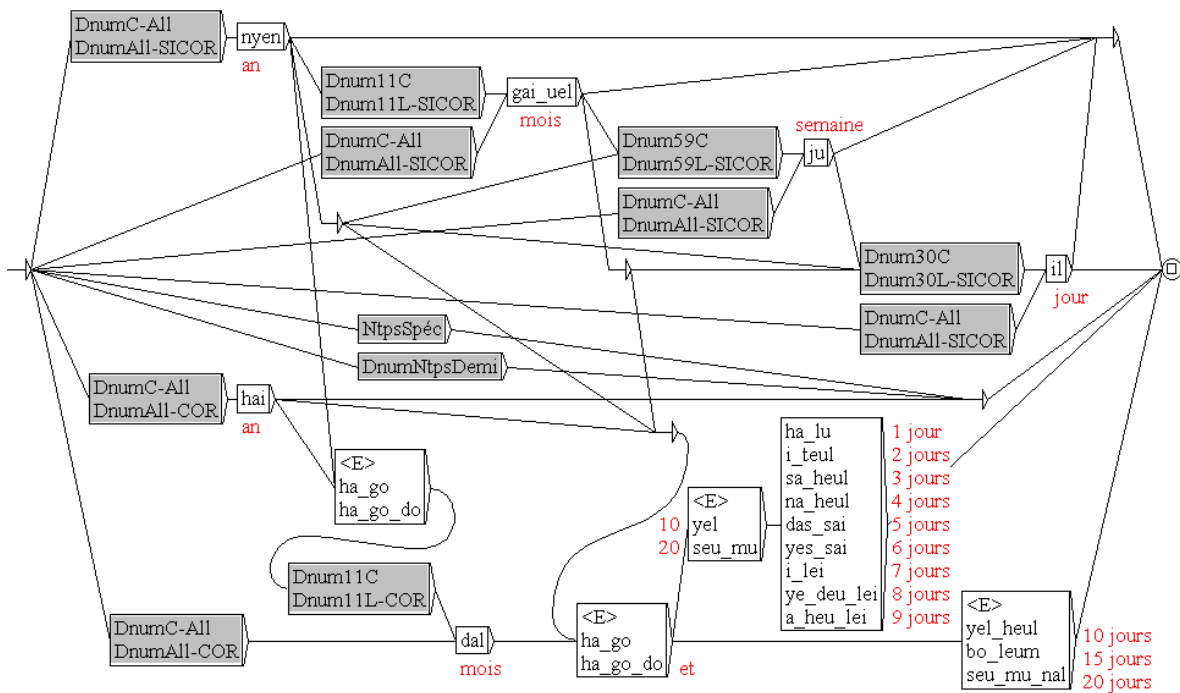 DnumC-All
DnumAll-SICOR
nyen
an
Dnum11C
Dnum11L-SICOR
gai_uel
mois
DnumC-All
DnumAll-SICOR
semaine
Dnum59C
Dnum59L-SICOR
ju
DnumC-All
DnumAll-SICOR
Dnum30C
Dnum30L-SICOR
il
jour
DnumC-All
DnumAll-SICOR
NtpsSpéc
DnumNtpsDemi
DnumC-All
DnumAll-COR
hai
an
<E>
ha_go
ha_go_do
Dnum11C
Dnum11L-COR
DnumC-All
DnumAll-COR
dal
mois
<E>
ha_go
ha_go_do
et
<E>
10 yel
20 seu_mu
ha_lu 1 jour
i_teul 2 jours
sa_heul 3 jours
na_heul 4 jours
das_sai 5 jours
yes_sai 6 jours
i_lei 7 jours
ye_deu_lei 8 jours
a_heu_lei 9 jours
<E>
yel_heul 10 jours
bo_leum 15 jours
seu_mu_nal 20 jours